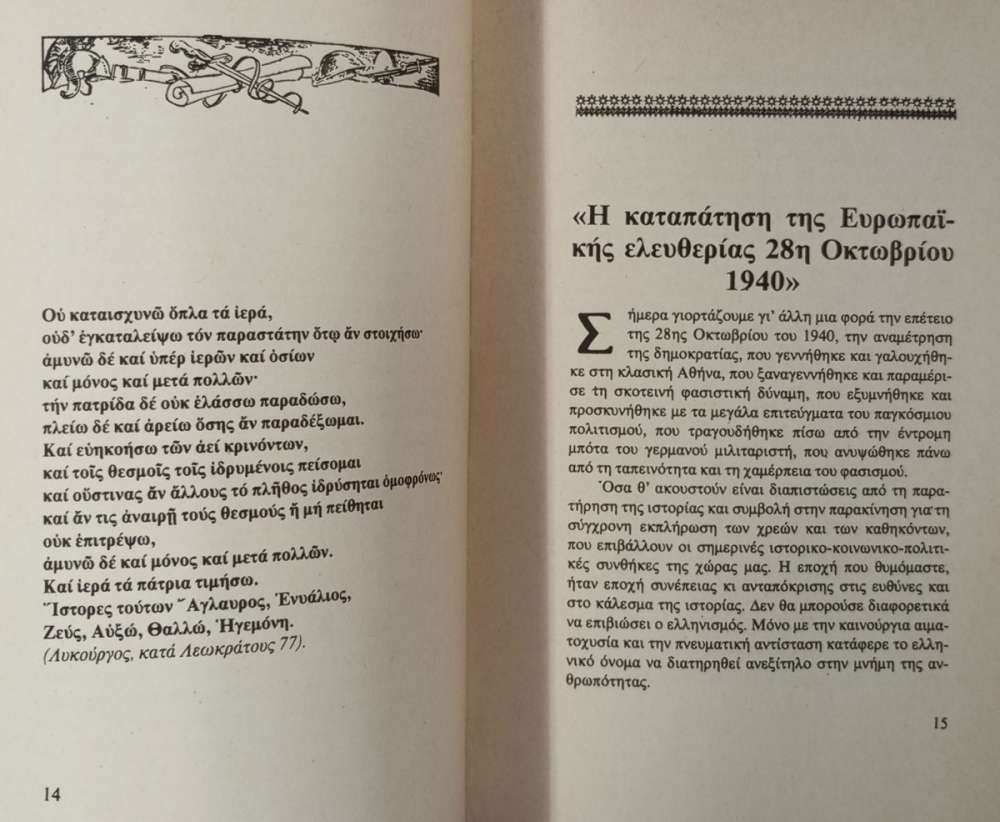 Οὐ καταισχυνῶ ὅπλα τά ἱερά,
οὐδ' ἐγκαταλείψω τόν παραστάτην ὅτῳ ἄν στοιχήσω·
ἀμυνῶ δέ καί ὑπέρ ἱερῶν καί ὁσίων
καί μόνος καί μετά πολλῶν·
τήν πατρίδα δέ οὐκ ἐλάσσω παραδώσω,
πλείω δέ καί ἀρείω ὅσης ἄν παραδέξωμαι.
Καί εὐηκοήσω τῶν ἀεί κρινόντων,
καί τοῖς θεσμοῖς τοῖς ἱδρυμένοις πείσομαι
καί οὕστινας ἄν ἄλλους τό πλῆθος ἱδρύσηται ὁμοφρόνως·
καί ἄν τις ἀναιρῇ τούς θεσμούς ἤ μή πείθηται
οὐκ ἐπιτρέψω,
ἀμυνῶ δέ καί μόνος καί μετά πολλῶν.
Καί ἱερά τά πάτρια τιμήσω.
Ἵστορες τούτων Ἄγλαυρος, Ἐνυάλιος,
Ζεύς, Αὐξώ, Θαλλώ, Ἡγεμόνη.
(Λυκούργος, κατά Λεωκράτους 77).
14
«Η καταπάτηση της Ευρωπαϊ-
κής ελευθερίας 28η Οκτωβρίου
1940»
Σήμερα γιορτάζουμε γι' άλλη μια φορά την επέτειο
της 28ης Οκτωβρίου του 1940, την αναμέτρηση
της δημοκρατίας, που γεννήθηκε και γαλουχήθη-
κε στη κλασική Αθήνα, που ξαναγεννήθηκε και παραμέρι-
σε τη σκοτεινή φασιστική δύναμη, που εξυμνήθηκε και
προσκυνήθηκε με τα μεγάλα επιτεύγματα του παγκόσμιου
πολιτισμού, που τραγουδήθηκε πίσω από την έντρομη
μπότα του γερμανού μιλιταριστή, που ανυψώθηκε πάνω
από τη ταπεινότητα και τη χαμέρπεια του φασισμού.
Όσα θ' ακουστούν είναι διαπιστώσεις από τη παρα-
τήρηση της ιστορίας και συμβολή στην παρακίνηση για τη
σύγχρονη εκπλήρωση των χρεών και των καθηκόντων,
που επιβάλλουν οι σημερινές ιστορικο-κοινωνικο-πολιτι-
κές συνθήκες της χώρας μας. Η εποχή που θυμόμαστε,
ήταν εποχή συνέπειας κι ανταπόκρισης στις ευθύνες και
στο κάλεσμα της ιστορίας. Δεν θα μπορούσε διαφορετικά
να επιβιώσει ο ελληνισμός. Μόνο με την καινούργια αιμα-
τοχυσία και την πνευματική αντίσταση κατάφερε το ελλη-
νικό όνομα να διατηρηθεί ανεξίτηλο στην μνήμη της αν-
θρωπότητας.
15